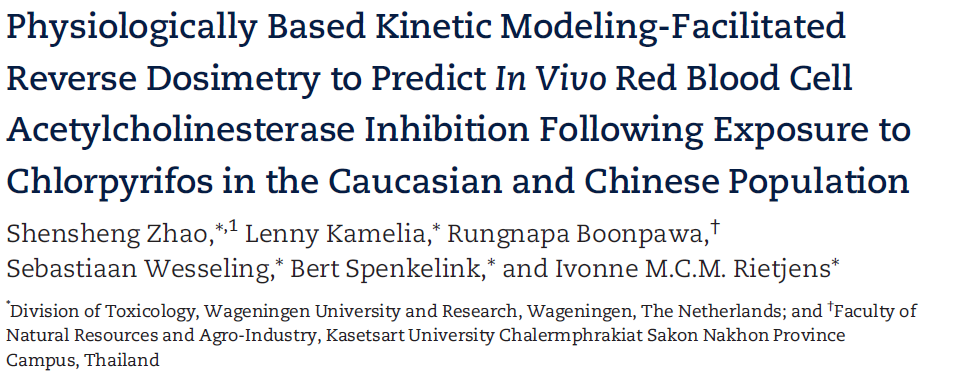 Physiologically Based Kinetic Modeling-Facilitated
Reverse Dosimetry to Predict In Vivo Red Blood Cell
Acetylcholinesterase Inhibition Following Exposure to
Chlorpyrifos in the Caucasian and Chinese Population
Shensheng Zhao,*,1 Lenny Kamelia,* Rungnapa Boonpawa,†
Sebastiaan Wesseling,* Bert Spenkelink,* and Ivonne M.C.M. Rietjens*
*Division of Toxicology, Wageningen University and Research, Wageningen, The Netherlands; and †Faculty of
Natural Resources and Agro-Industry, Kasetsart University Chalermphrakiat Sakon Nakhon Province
Campus, Thailand